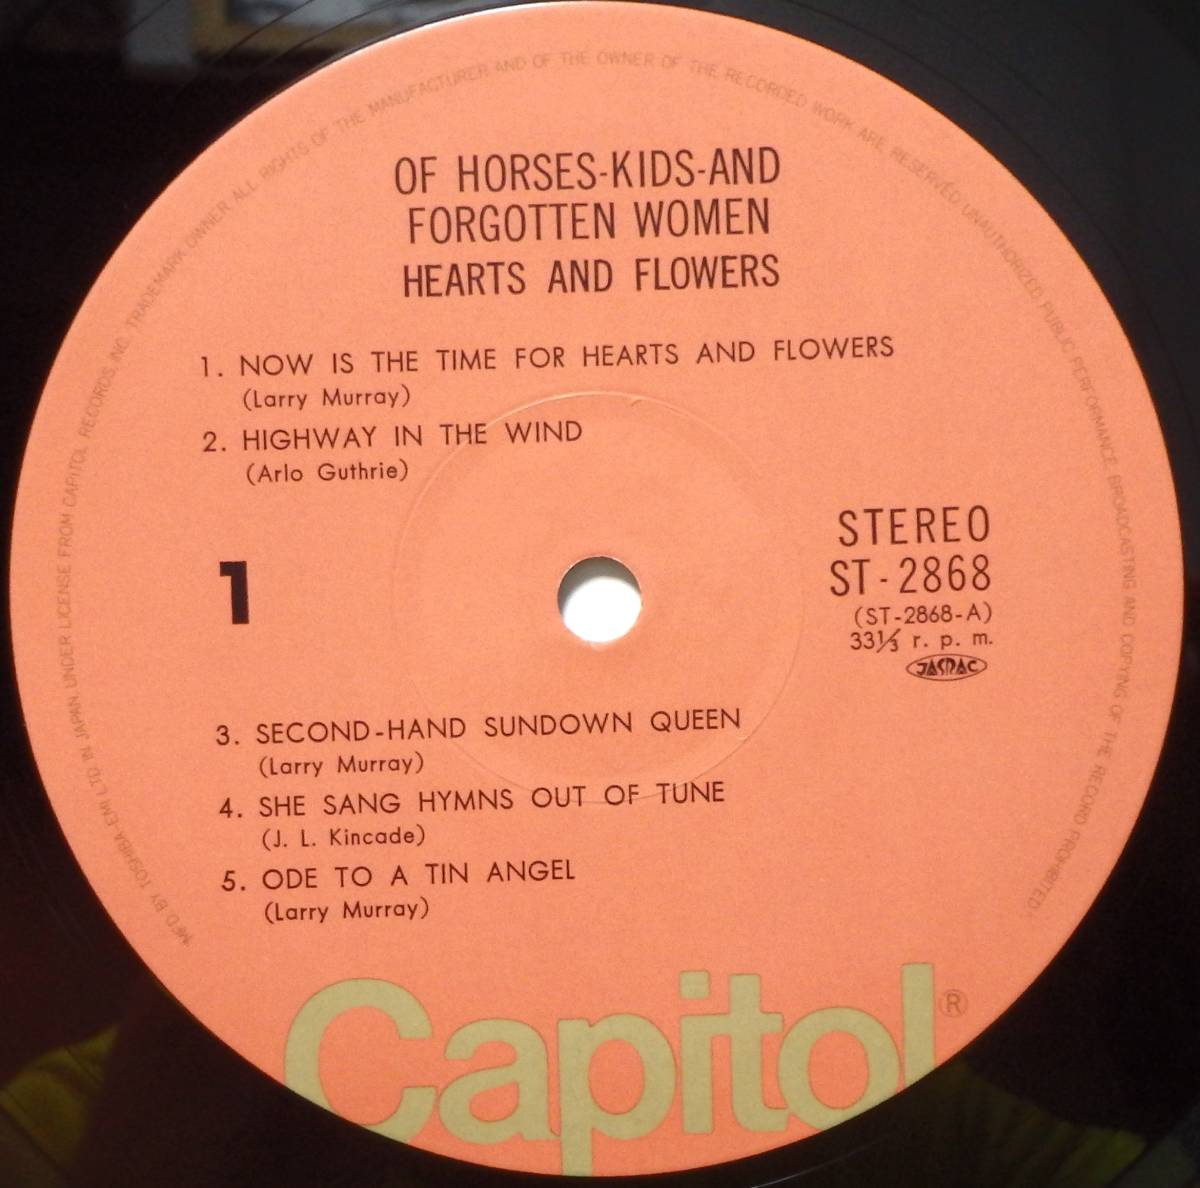 "MF'D BY TOSHIBA-EMI LTD IN JAPAN UNDER LICENSE FROM CAPITOL RECORDS, INC. TRADEMARK OWNER. ALL RIGHTS OF THE MANUFACTURER AND OF THE OWNER OF THE RECORDED WORK ARE RESERVED UNAUTHORIZED PUBLIC PERFORMANCE BROADCASTING AND COPYING OF THE RECORD PROHIBITED."
OF HORSES-KIDS-AND
FORGOTTEN WOMEN
HEARTS AND FLOWERS
1. NOW IS THE TIME FOR HEARTS AND FLOWERS
(Larry Murray)
2. HIGHWAY IN THE WIND
(Arlo Guthrie)
1
STEREO
ST-2868
(ST-2868-A)
33⅓ r. p. m.
JASRAC
3. SECOND-HAND SUNDOWN QUEEN
(Larry Murray)
4. SHE SANG HYMNS OUT OF TUNE
(J. L. Kincade)
5. ODE TO A TIN ANGEL
(Larry Murray)
Capitol®